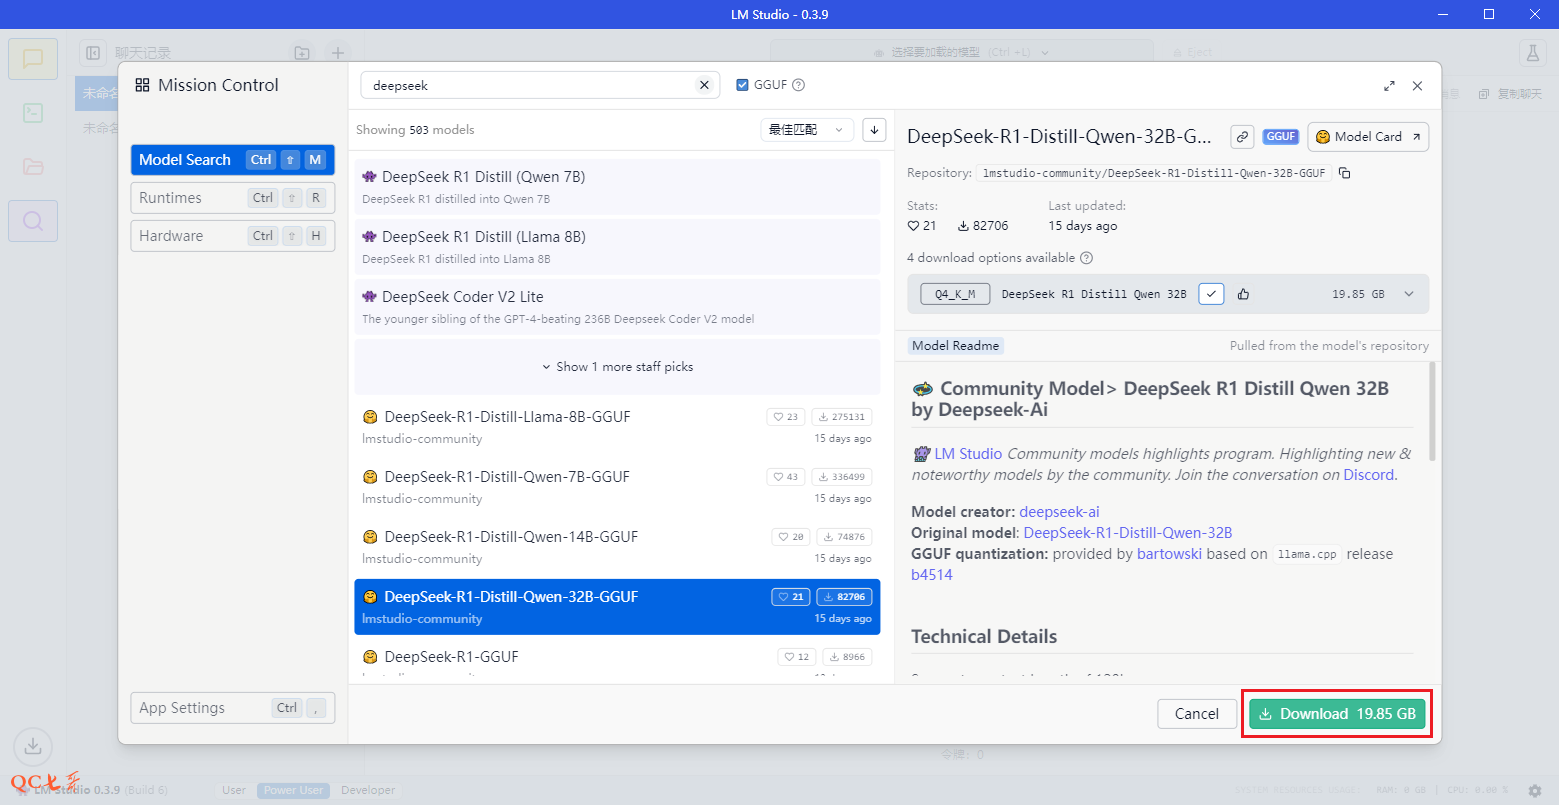 LM Studio - 0.3.9
聊天记录
选择要加载的模型 (Ctrl + L)
Eject
未命名
复制聊天
未命名
Mission Control
Model Search Ctrl ⇧ M
Runtimes Ctrl ⇧ R
Hardware Ctrl ⇧ H
App Settings Ctrl ,
deepseek
GGUF
Showing 503 models
最佳匹配
DeepSeek R1 Distill (Qwen 7B)
DeepSeek R1 distilled into Qwen 7B
DeepSeek R1 Distill (Llama 8B)
DeepSeek R1 distilled into Llama 8B
DeepSeek Coder V2 Lite
The younger sibling of the GPT-4-beating 236B Deepseek Coder V2 model
Show 1 more staff picks
DeepSeek-R1-Distill-Llama-8B-GGUF 23 275131
lmstudio-community 15 days ago
DeepSeek-R1-Distill-Qwen-7B-GGUF 43 336499
lmstudio-community 15 days ago
DeepSeek-R1-Distill-Qwen-14B-GGUF 20 74876
lmstudio-community 15 days ago
DeepSeek-R1-Distill-Qwen-32B-GGUF 21 82706
lmstudio-community 15 days ago
DeepSeek-R1-GGUF 12 8966
DeepSeek-R1-Distill-Qwen-32B-G... GGUF Model Card
Repository: lmstudio-community/DeepSeek-R1-Distill-Qwen-32B-GGUF
Stats: Last updated:
21 82706 15 days ago
4 download options available
Q4_K_M DeepSeek R1 Distill Qwen 32B 19.85 GB
Model Readme Pulled from the model's repository
Community Model> DeepSeek R1 Distill Qwen 32B
by Deepseek-Ai
LM Studio Community models highlights program. Highlighting new &
noteworthy models by the community. Join the conversation on Discord.
Model creator: deepseek-ai
Original model: DeepSeek-R1-Distill-Qwen-32B
GGUF quantization: provided by bartowski based on llama.cpp release
b4514
Technical Details
Cancel Download 19.85 GB
令牌: 0
LM Studio 0.3.9 (Build 6) User Power User Developer
SYSTEM RESOURCES USAGE: RAM: 0 GB | CPU: 0.00 %